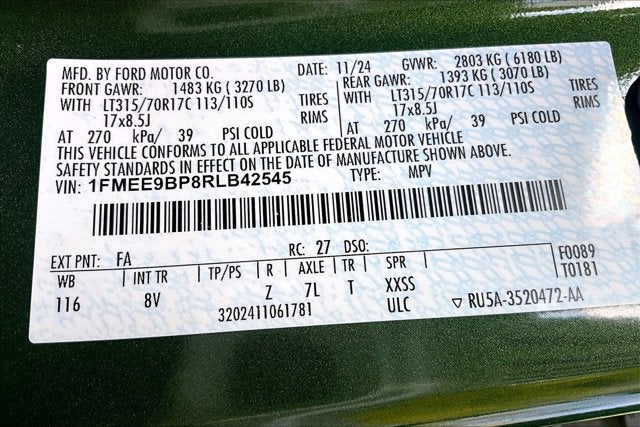 MFD. BY FORD MOTOR CO. DATE: 11/24 GVWR: 2803 KG ( 6180 LB)
FRONT GAWR: 1483 KG ( 3270 LB) REAR GAWR: 1393 KG ( 3070 LB)
WITH LT315/70R17C 113/110S TIRES WITH LT315/70R17C 113/110S TIRES
17x8.5J RIMS 17x8.5J RIMS
AT 270 kPa/ 39 PSI COLD AT 270 kPa/ 39 PSI COLD
THIS VEHICLE CONFORMS TO ALL APPLICABLE FEDERAL MOTOR VEHICLE
SAFETY STANDARDS IN EFFECT ON THE DATE OF MANUFACTURE SHOWN ABOVE.
VIN: 1FMEE9BP8RLB42545 TYPE: MPV
EXT PNT: FA RC: 27 DSO: F0089
WB INT TR TP/PS R AXLE TR SPR T0181
116 8V Z 7L T XXSS
3202411061781 ULC ▽ RU5A-3520472-AA